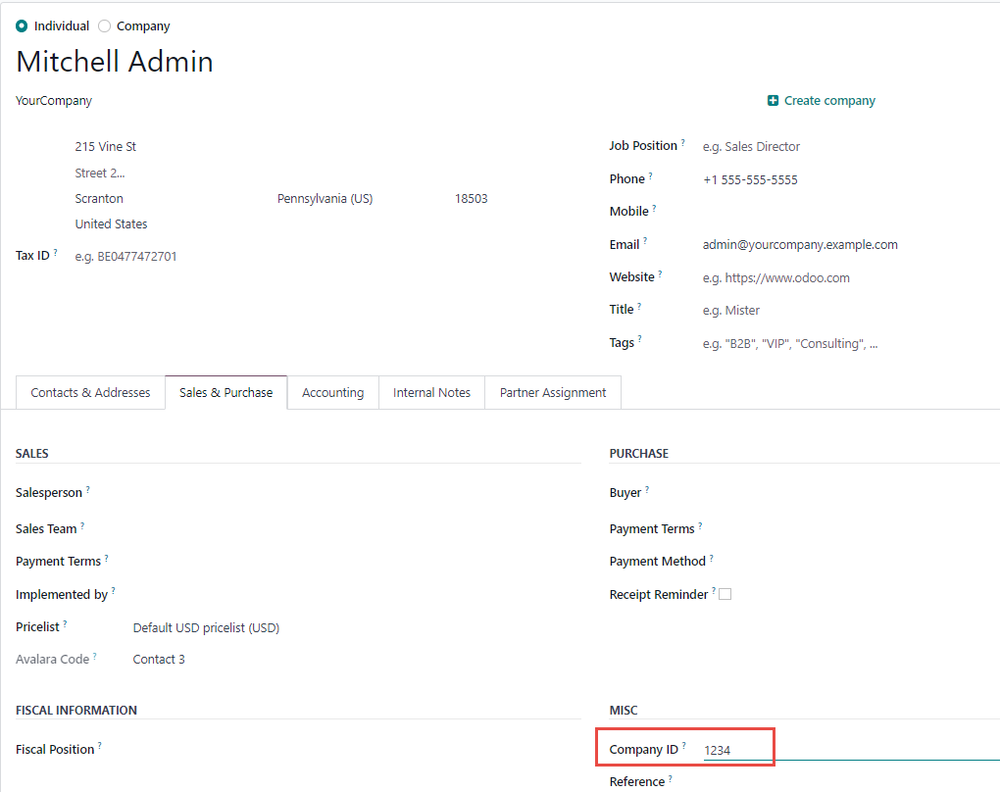 Individual Company
Mitchell Admin
YourCompany
Create company
215 Vine St
Street 2...
Scranton Pennsylvania (US) 18503
United States
Tax ID ? e.g. BE0477472701
Job Position ? e.g. Sales Director
Phone ? +1 555-555-5555
Mobile ?
Email ? admin@yourcompany.example.com
Website ? e.g. https://www.odoo.com
Title ? e.g. Mister
Tags ? e.g. "B2B", "VIP", "Consulting", ...
Contacts & Addresses Sales & Purchase Accounting Internal Notes Partner Assignment
SALES
Salesperson ?
Sales Team ?
Payment Terms ?
Implemented by ?
Pricelist ? Default USD pricelist (USD)
Avalara Code ? Contact 3
PURCHASE
Buyer ?
Payment Terms ?
Payment Method ?
Receipt Reminder ?
FISCAL INFORMATION
Fiscal Position ?
MISC
Company ID ? 1234
Reference ?